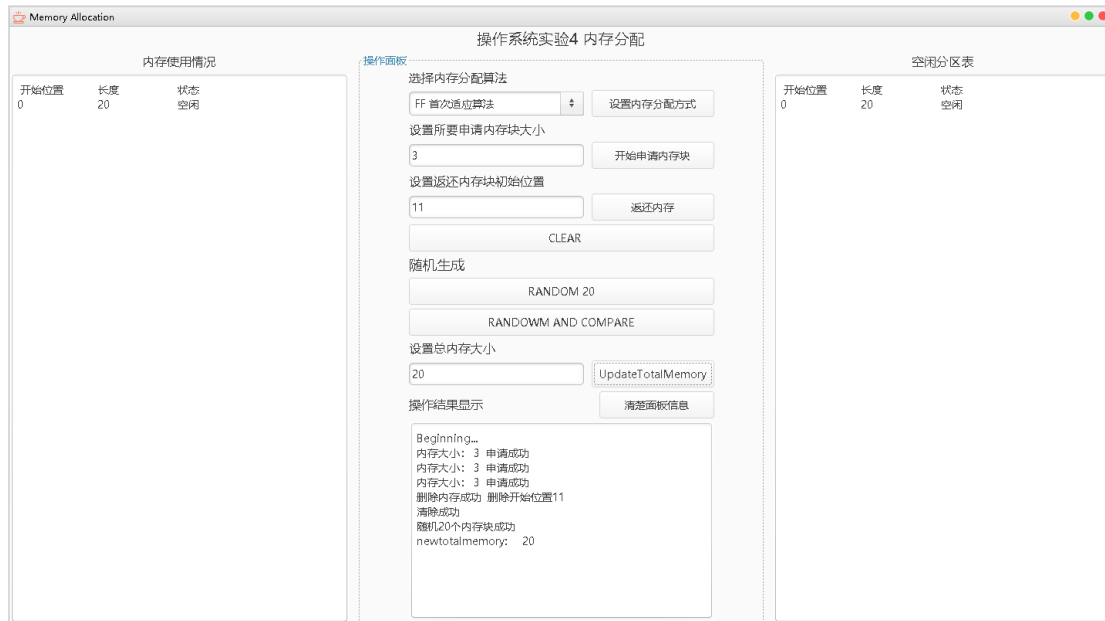 Memory Allocation
操作系统实验4 内存分配
内存使用情况
开始位置 长度 状态
0 20 空闲
操作面板
选择内存分配算法
FF 首次适应算法 设置内存分配方式
设置所要申请内存块大小
3 开始申请内存块
设置返还内存块初始位置
11 返还内存
CLEAR
随机生成
RANDOM 20
RANDOWM AND COMPARE
设置总内存大小
20 UpdateTotalMemory
操作结果显示 清楚面板信息
Beginning...
内存大小: 3 申请成功
内存大小: 3 申请成功
内存大小: 3 申请成功
删除内存成功 删除开始位置11
清除成功
随机20个内存块成功
newtotalmemory: 20
空闲分区表
开始位置 长度 状态
0 20 空闲